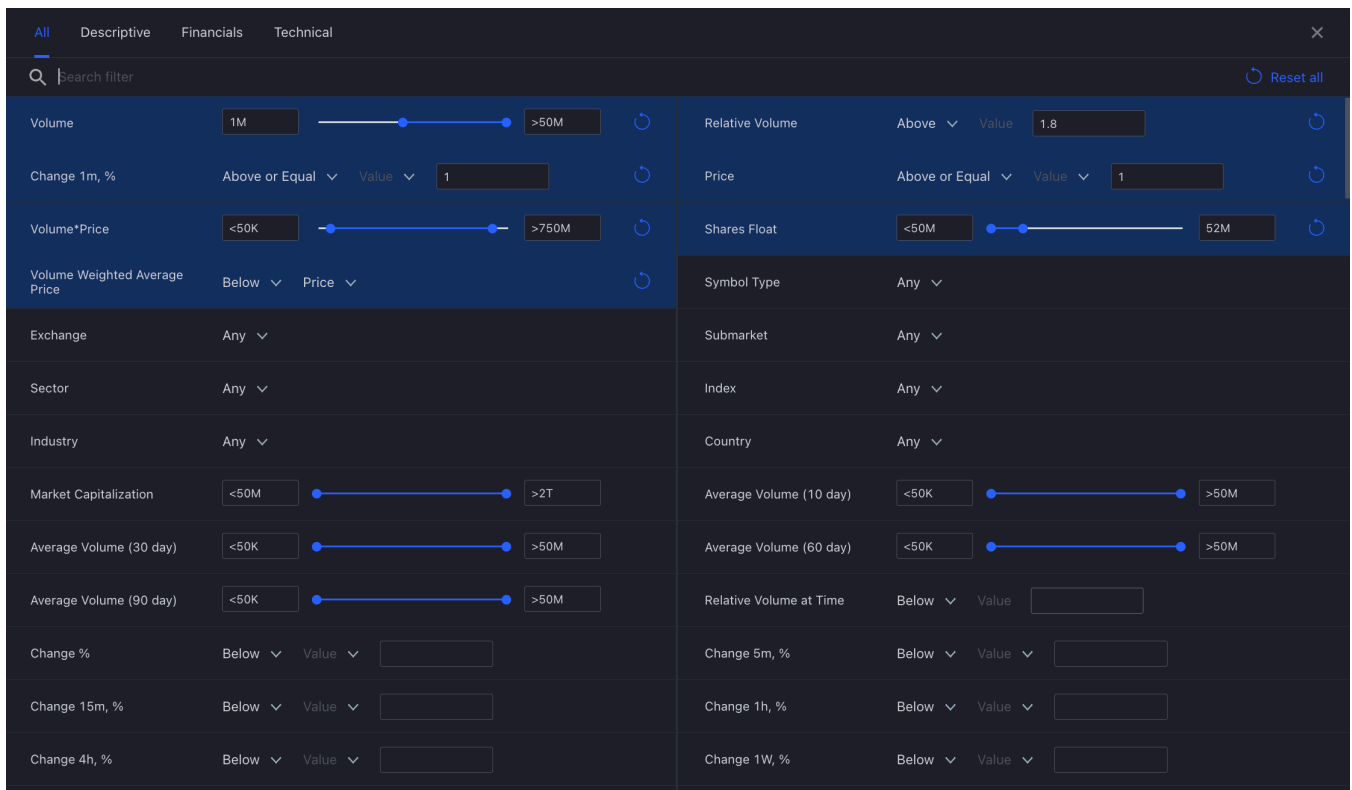 All Descriptive Financials Technical
Search filter Reset all
Volume 1M >50M Relative Volume Above Value 1.8
Change 1m, % Above or Equal Value 1 Price Above or Equal Value 1
Volume*Price <50K >750M Shares Float <50M 52M
Volume Weighted Average
Price Below Price Symbol Type Any
Exchange Any Submarket Any
Sector Any Index Any
Industry Any Country Any
Market Capitalization <50M >2T Average Volume (10 day) <50K >50M
Average Volume (30 day) <50K >50M Average Volume (60 day) <50K >50M
Average Volume (90 day) <50K >50M Relative Volume at Time Below Value
Change % Below Value Change 5m, % Below Value
Change 15m, % Below Value Change 1h, % Below Value
Change 4h, % Below Value Change 1W, % Below Value